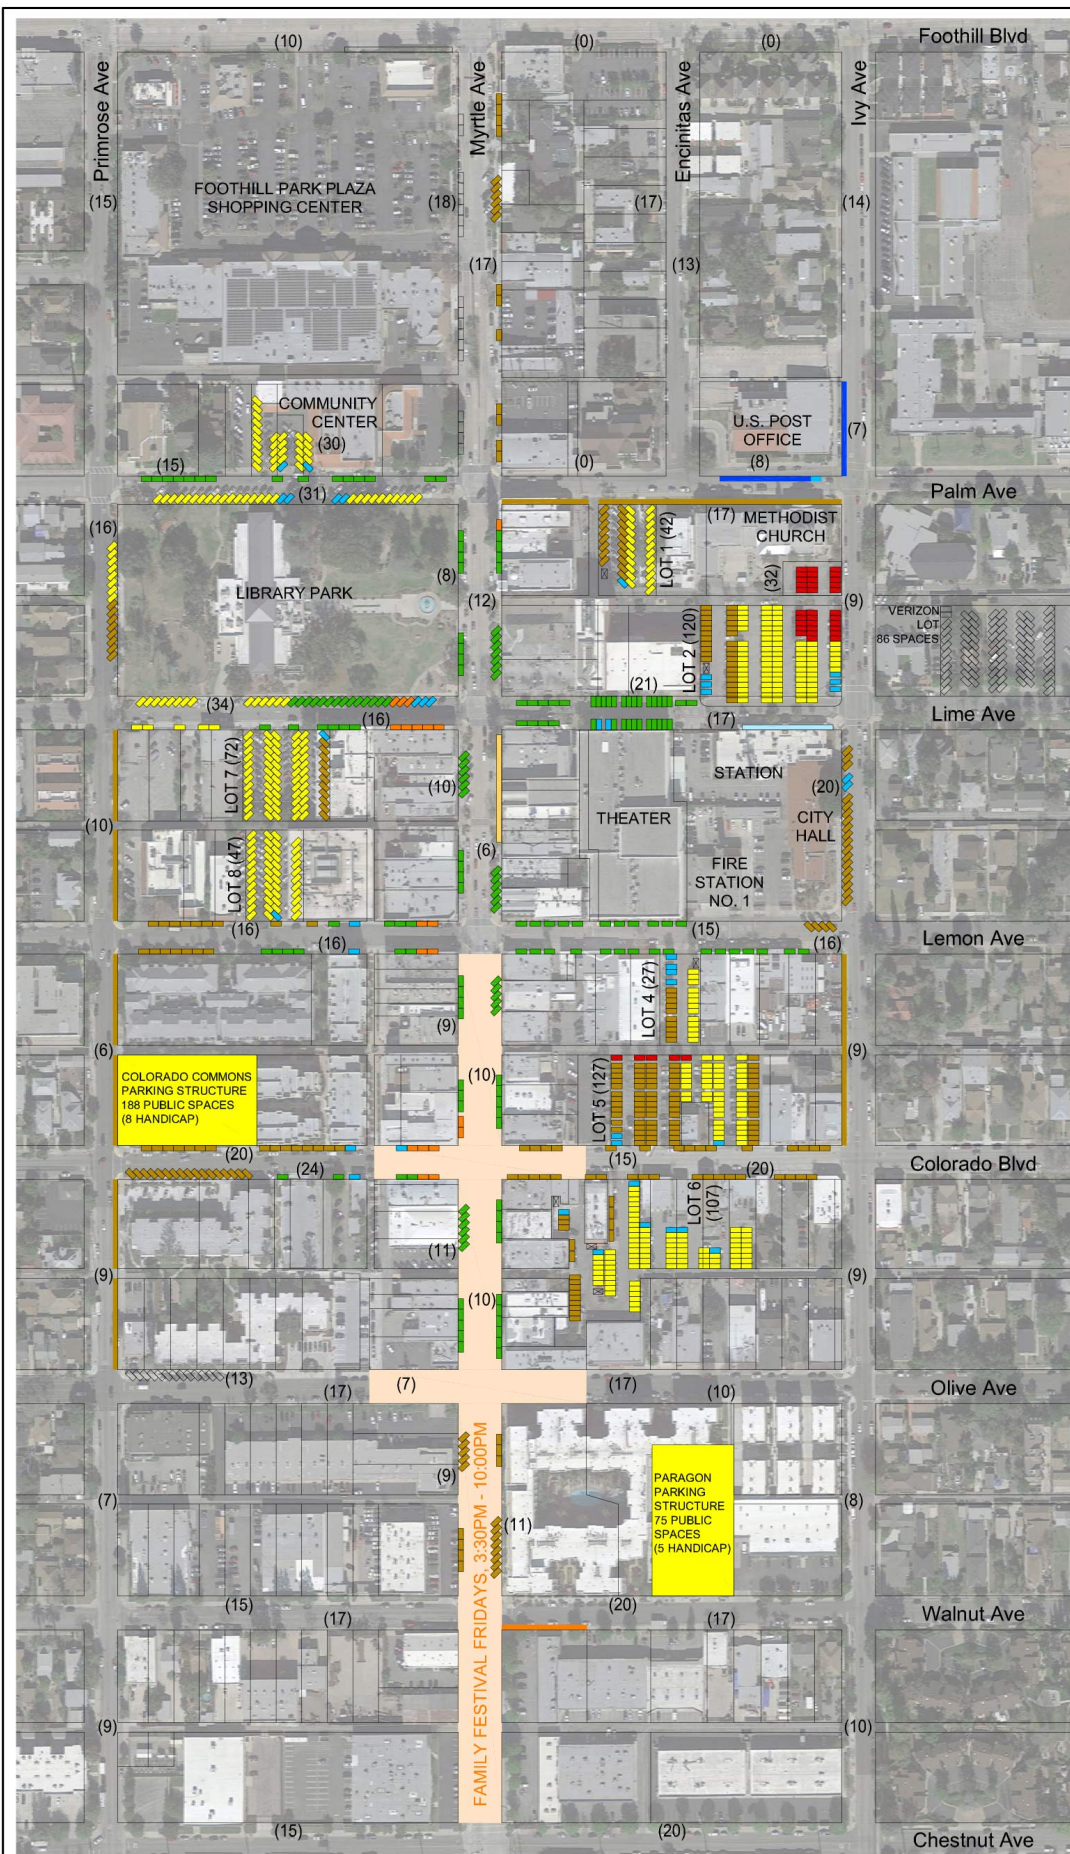 (10)
(0)
(0)
Foothill Blvd
Primrose Ave
Myrtle Ave
Encinitas Ave
Ivy Ave
FOOTHILL PARK PLAZA
SHOPPING CENTER
(15)
(18)
(17)
(14)
(17)
(13)
COMMUNITY
CENTER
(30)
U.S. POST
OFFICE
(7)
(15)
(0)
(8)
(31)
Palm Ave
(16)
(17)
METHODIST
CHURCH
LOT 1 (42)
(32)
(8)
LIBRARY PARK
(12)
(9)
VERIZON
LOT
86 SPACES
LOT 2 (120)
(21)
(34)
(16)
(17)
Lime Ave
LOT 7 (72)
(10)
STATION
(20)
THEATER
CITY
HALL
(10)
(6)
LOT 8 (47)
FIRE
STATION
NO. 1
(16)
(16)
(15)
(16)
Lemon Ave
LOT 4 (27)
(9)
(6)
(10)
(9)
COLORADO COMMONS
PARKING STRUCTURE
188 PUBLIC SPACES
(8 HANDICAP)
LOT 5 (127)
(20)
(24)
(15)
(20)
Colorado Blvd
LOT 6
(107)
(11)
(9)
(10)
(9)
(13)
(17)
(7)
(17)
(10)
Olive Ave
(9)
PARAGON
PARKING
STRUCTURE
75 PUBLIC
SPACES
(5 HANDICAP)
(7)
(11)
(8)
FAMILY FESTIVAL FRIDAYS, 3:30PM - 10:00PM
(15)
(17)
(20)
(17)
Walnut Ave
(9)
(10)
(15)
(20)
Chestnut Ave